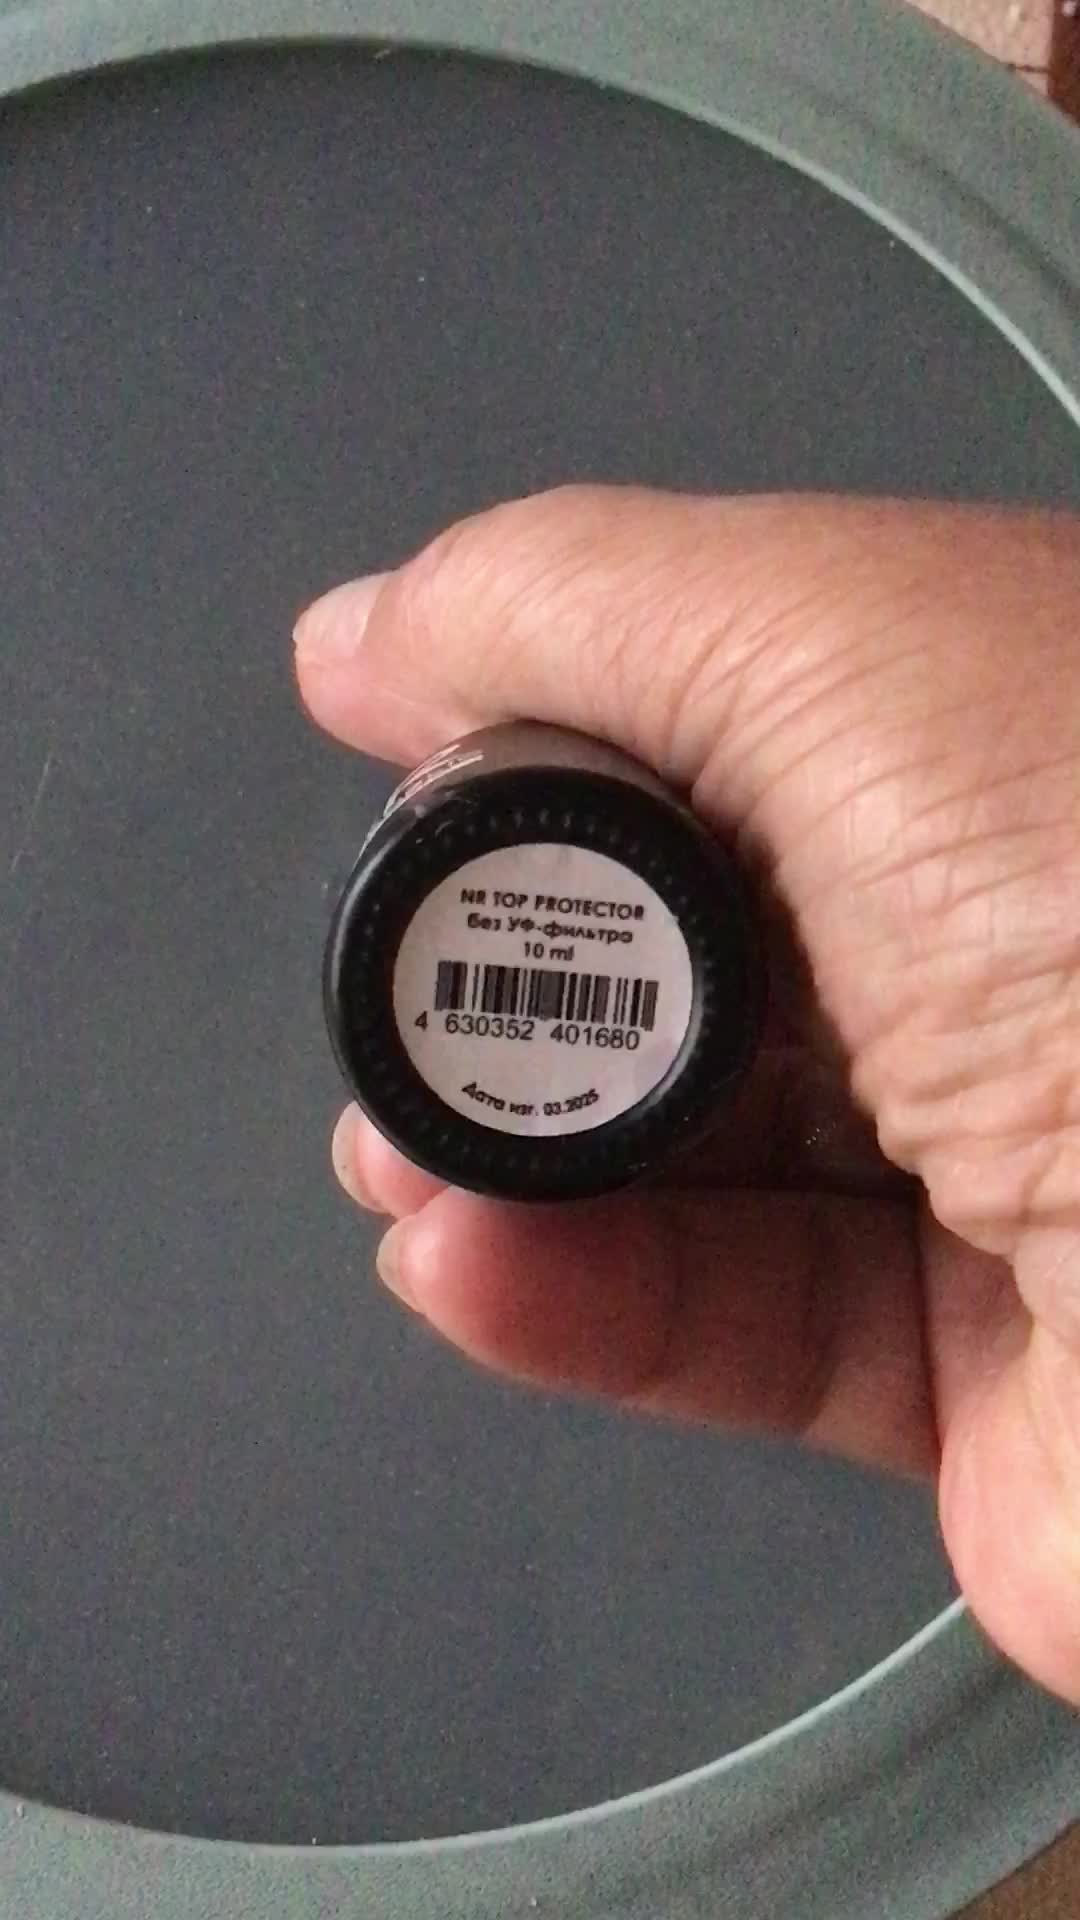 NR TOP PROTECTOR
без УФ-фильтра
10 ml
4 630352 401680
Дата изг. 03.2025